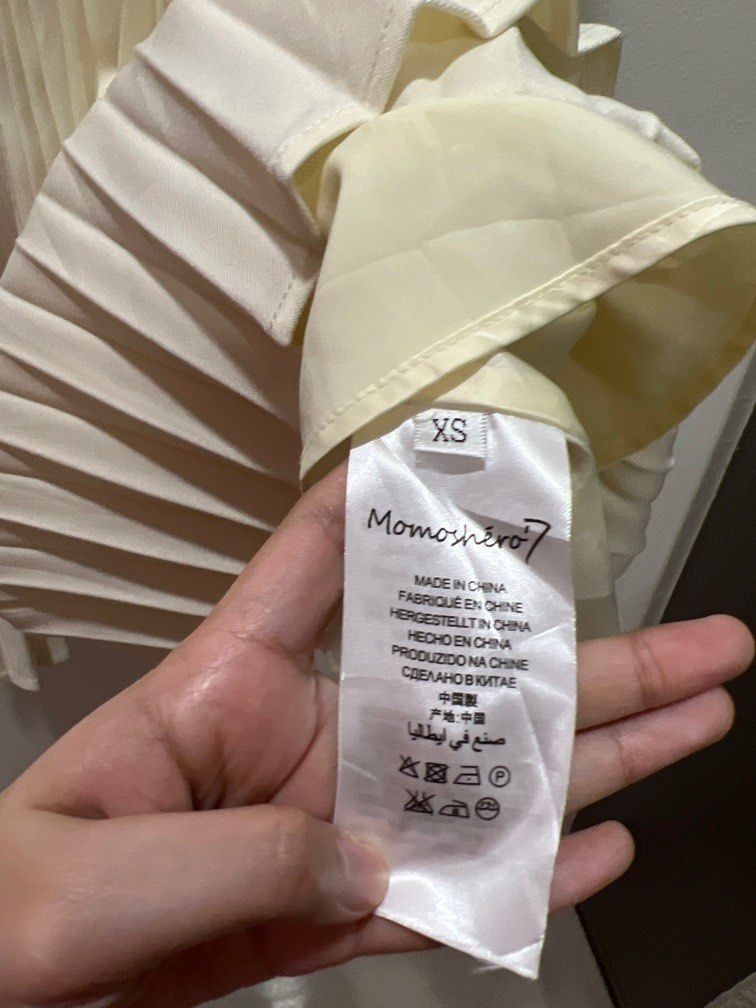 XS
Momoshéro'7
MADE IN CHINA
FABRIQUÉ EN CHINE
HERGESTELLT IN CHINA
HECHO EN CHINA
PRODUZIDO NA CHINE
СДЕЛАНО В КИТАЕ
中国製
产地:中国
صنع في ايطاليا
P